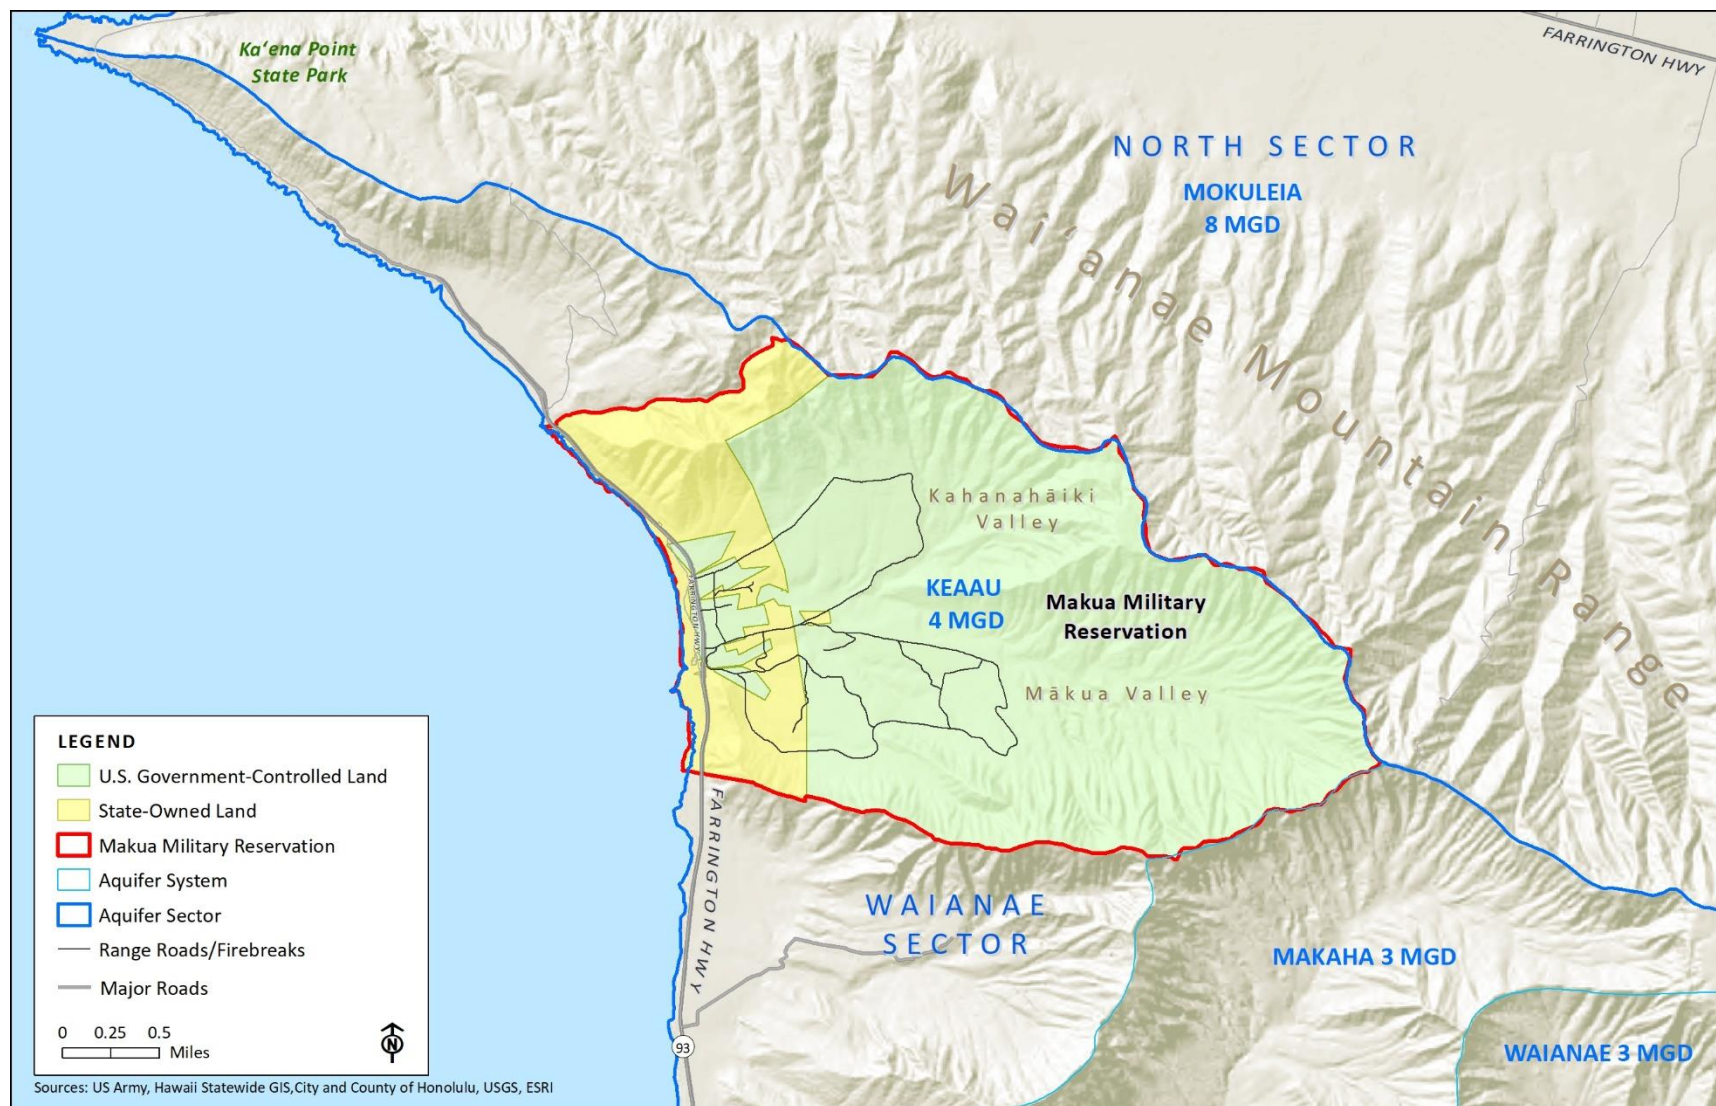 Ka‘ena Point
State Park
FARRINGTON HWY
NORTH SECTOR
MOKULEIA
8 MGD
Wai‘anae Mountain Range
Kahanahāiki
Valley
KEAAU
4 MGD
Makua Military
Reservation
Mākua Valley
FARRINGTON HWY
FARRINGTON HWY
WAIANAE
SECTOR
MAKAHA 3 MGD
WAIANAE 3 MGD
93
LEGEND
U.S. Government-Controlled Land
State-Owned Land
Makua Military Reservation
Aquifer System
Aquifer Sector
Range Roads/Firebreaks
Major Roads
0 0.25 0.5
Miles
N
Sources: US Army, Hawaii Statewide GIS,City and County of Honolulu, USGS, ESRI